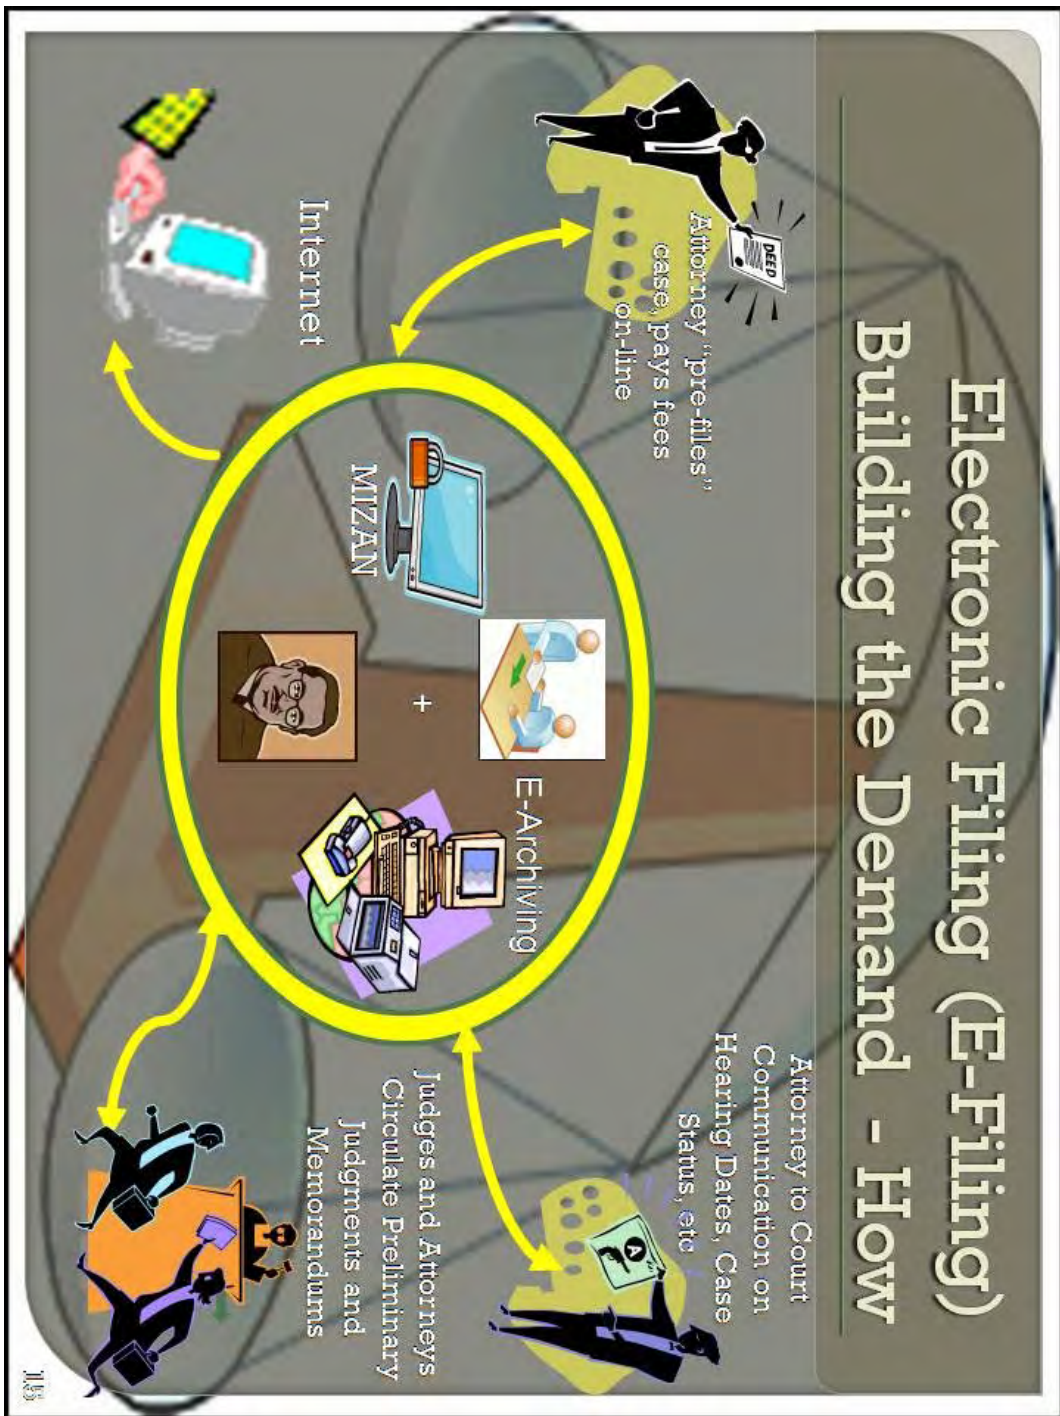 Electronic Filing (E-Filing)
Building the Demand - How
DEED
Attorney “pre-files”
case, pays fees
on-line
Attorney to Court
Communication on
Hearing Dates, Case
Status, etc
A
E-Archiving
+
MIZAN
Internet
Judges and Attorneys
Circulate Preliminary
Judgments and
Memorandums
15